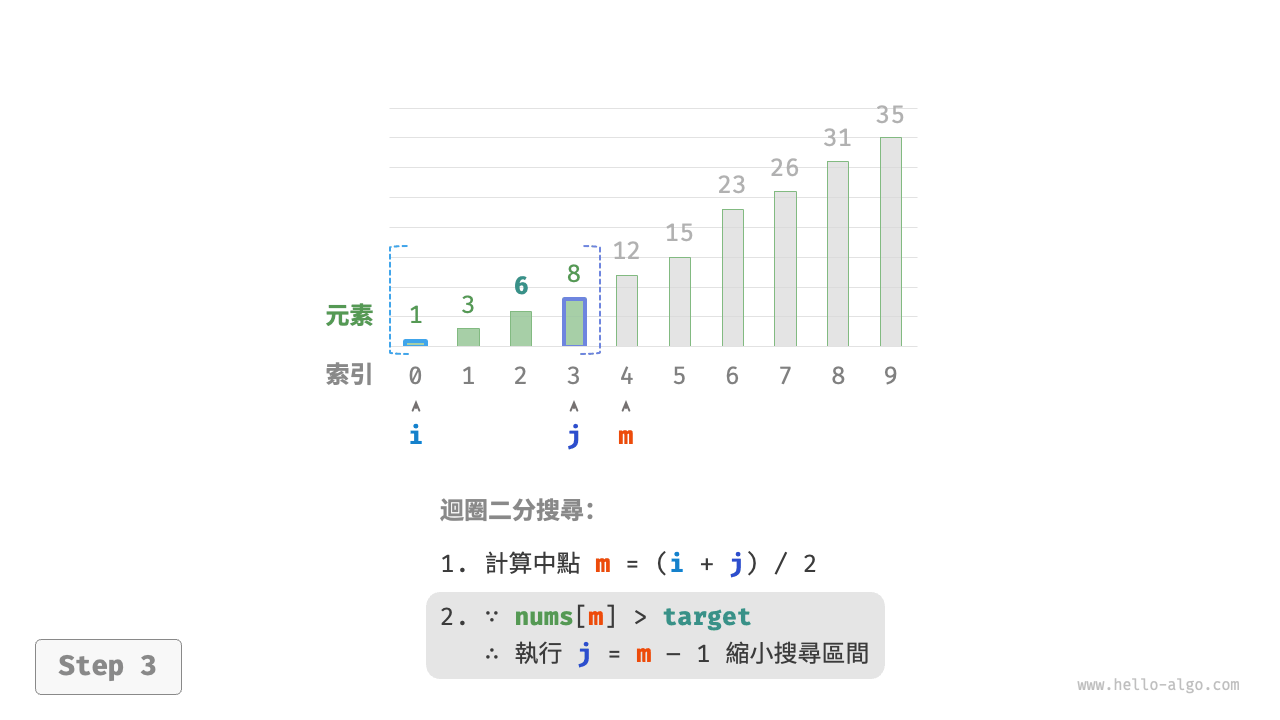 35
31
26
23
15
12
8
6
3
1
元素
索引 0 1 2 3 4 5 6 7 8 9
i j m
迴圈二分搜尋：
1. 計算中點 m = (i + j) / 2
2. ∵ nums[m] > target
∴ 執行 j = m － 1 縮小搜尋區間
Step 3
www.hello-algo.com